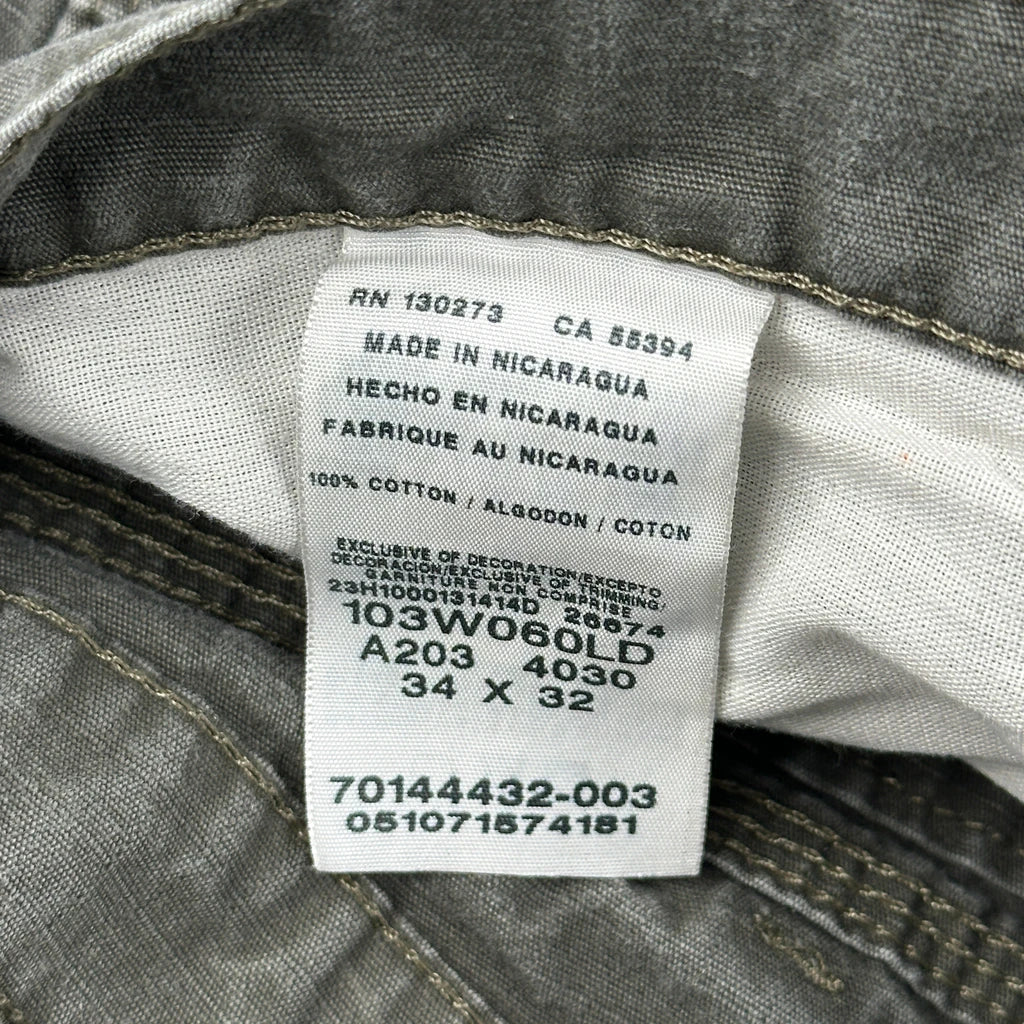 RN 130273 CA 55394
MADE IN NICARAGUA
HECHO EN NICARAGUA
FABRIQUE AU NICARAGUA
100% COTTON / ALGODON / COTON
EXCLUSIVE OF DECORATION/EXCEPTO
DECORACION/EXCLUSIVE OF TRIMMING/
GARNITURE NON COMPRISE
23H1000131414D 26674
103W060LD
A203 4030
34 X 32
70144432-003
051071574181